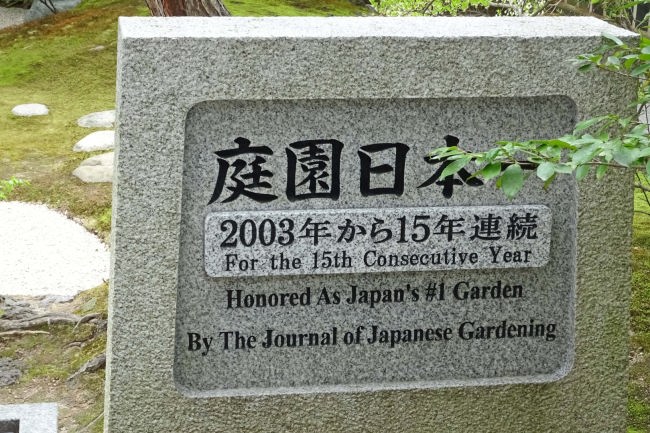 庭園日本一
2003年から15年連続
For the 15th Consecutive Year
Honored As Japan's #1 Garden
By The Journal of Japanese Gardening